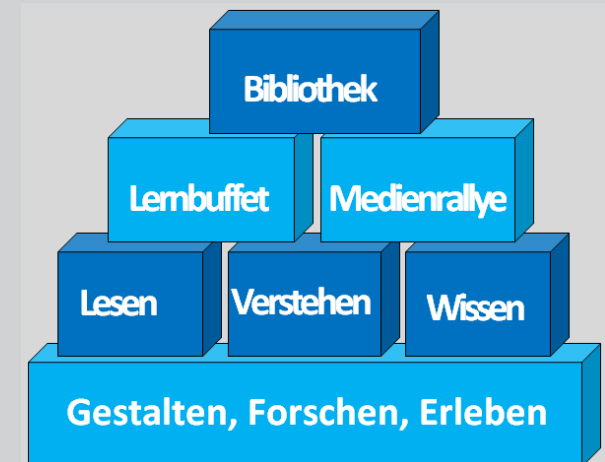 Bibliothek
Lernbuffet Medienrallye
Lesen Verstehen Wissen
Gestalten, Forschen, Erleben